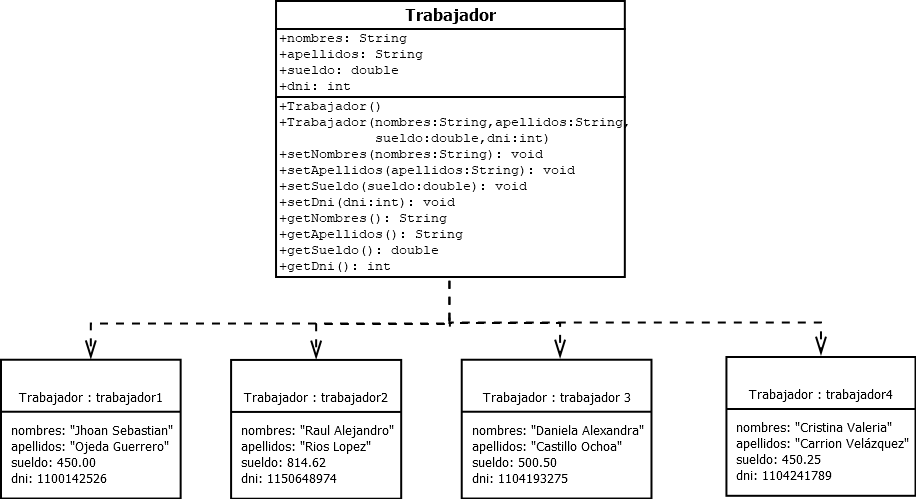 Trabajador
+nombres: String
+apellidos: String
+sueldo: double
+dni: int
+Trabajador()
+Trabajador(nombres:String,apellidos:String,
sueldo:double,dni:int)
+setNombres(nombres:String): void
+setApellidos(apellidos:String): void
+setSueldo(sueldo:double): void
+setDni(dni:int): void
+getNombres(): String
+getApellidos(): String
+getSueldo(): double
+getDni(): int
Trabajador : trabajador1
nombres: "Jhoan Sebastian"
apellidos: "Ojeda Guerrero"
sueldo: 450.00
dni: 1100142526
Trabajador : trabajador2
nombres: "Raul Alejandro"
apellidos: "Rios Lopez"
sueldo: 814.62
dni: 1150648974
Trabajador : trabajador 3
nombres: "Daniela Alexandra"
apellidos: "Castillo Ochoa"
sueldo: 500.50
dni: 1104193275
Trabajador : trabajador4
nombres: "Cristina Valeria"
apellidos: "Carrion Velázquez"
sueldo: 450.25
dni: 1104241789